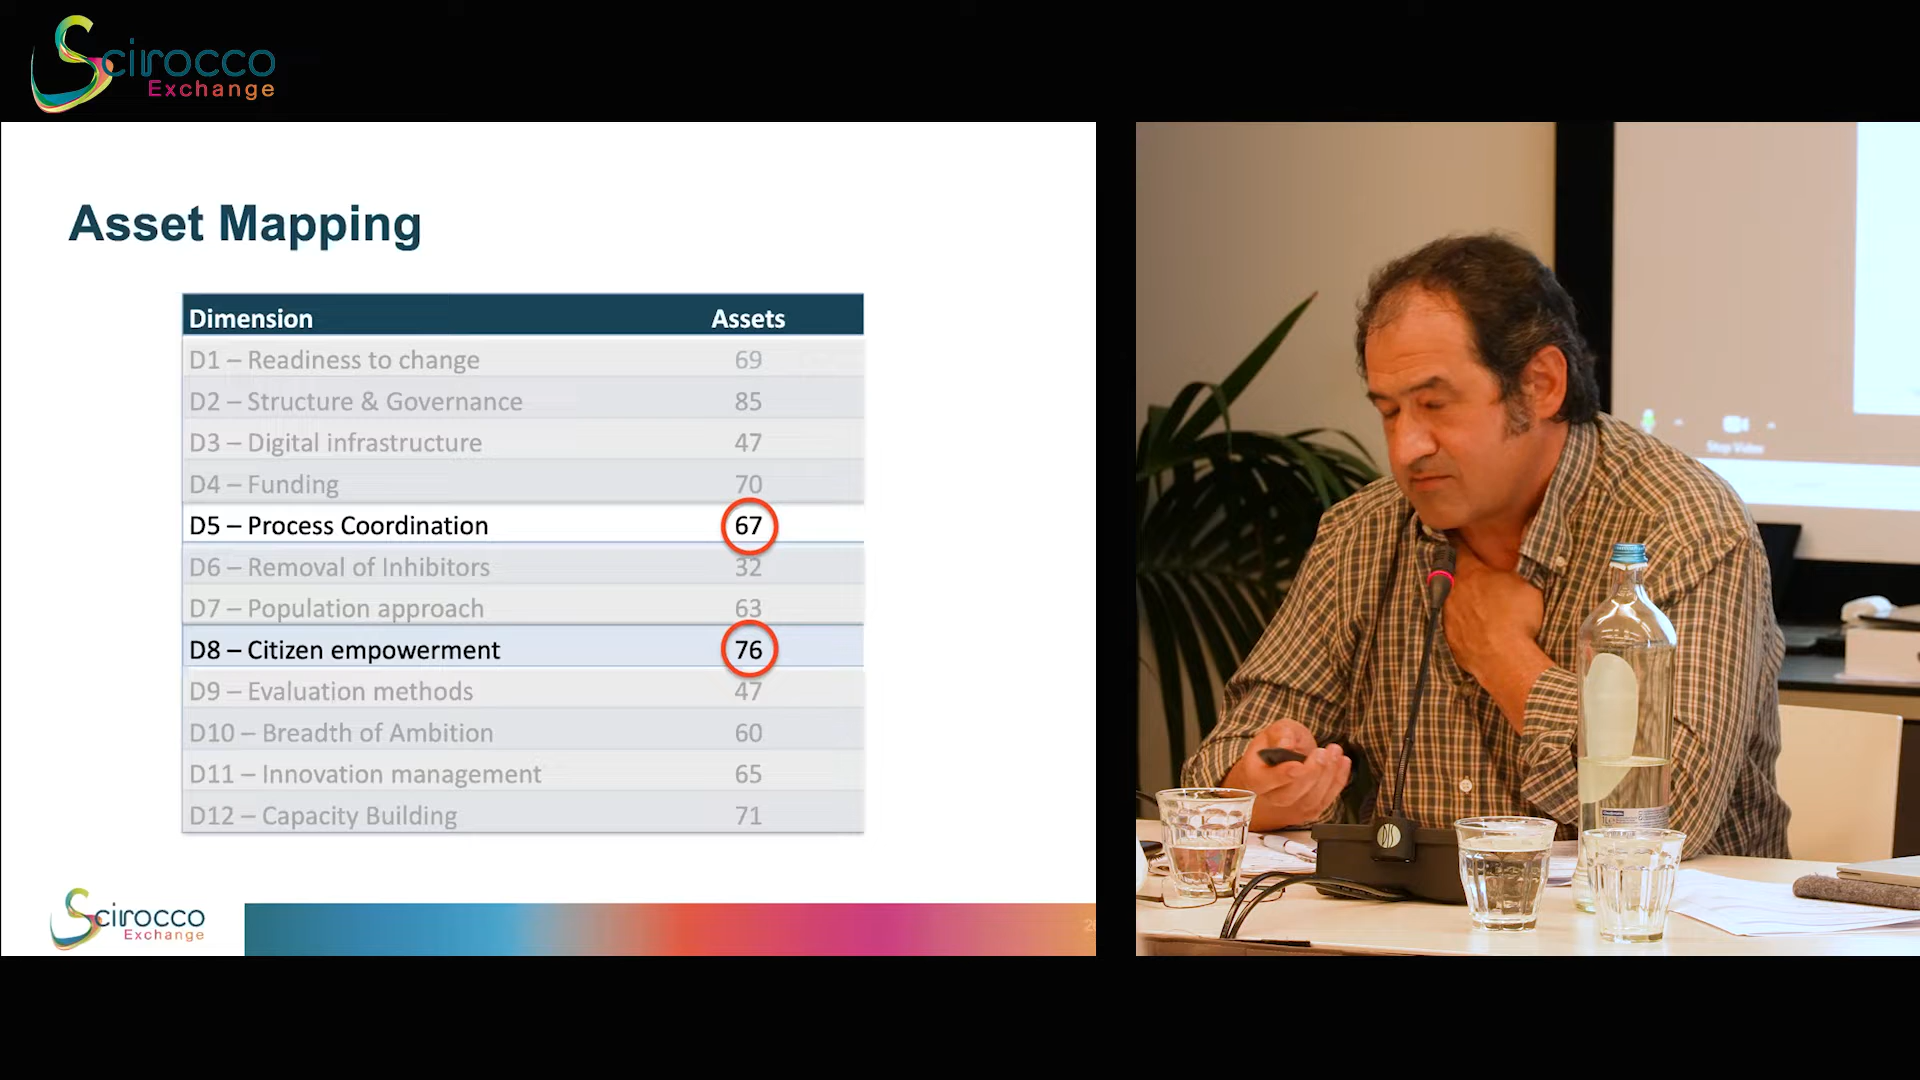 Scirocco
Exchange
Asset Mapping
Dimension Assets
D1 – Readiness to change 69
D2 – Structure & Governance 85
D3 – Digital infrastructure 47
D4 – Funding 70
D5 – Process Coordination 67
D6 – Removal of Inhibitors 32
D7 – Population approach 63
D8 – Citizen empowerment 76
D9 – Evaluation methods 47
D10 – Breadth of Ambition 60
D11 – Innovation management 65
D12 – Capacity Building 71
Scirocco
Exchange
Stop Video